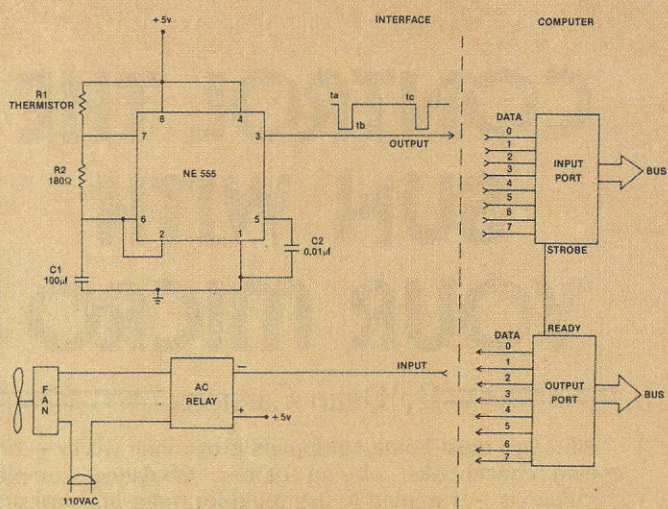 + 5v
INTERFACE
COMPUTER
R1
THERMISTOR
8
4
7
3
ta
tb
tc
OUTPUT
DATA
0
1
2
3
4
5
6
7
INPUT
PORT
BUS
STROBE
R2
180Ω
NE 555
6
5
2
1
C2
0.01µf
C1
100µf
READY
DATA
0
1
2
3
4
5
6
7
OUTPUT
PORT
BUS
INPUT
FAN
AC
RELAY
−
+
+ 5v
110VAC